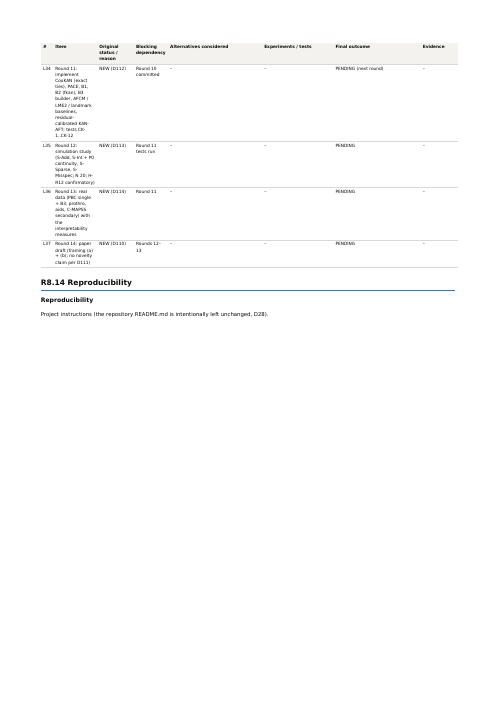 # Item Original status / reason Blocking dependency Alternatives considered Experiments / tests Final outcome Evidence
L34 Round 11: implement CoxKAN (exact ties), PACE, B1, B2 (fkan), B3 builder, AFCM / LME2 / landmark baselines, residual-calibrated KAN-AFT; tests CK-1..CK-12 NEW (D112) Round 10 committed – – PENDING (next round) –
L35 Round 12: simulation study (S-Add, S-Int + P0 continuity, S-Sparse, S-Misspec; N 20; H-R12 confirmatory) NEW (D113) Round 11 tests run – – PENDING –
L36 Round 13: real data (PBC single + B3; prothro, aids, C-MAPSS secondary) with the interpretability measures NEW (D114) Round 11 – – PENDING –
L37 Round 14: paper draft (framing (a) + (b); no novelty claim per D111) NEW (D110) Rounds 12–13 – – PENDING –
R8.14 Reproducibility
Reproducibility
Project instructions (the repository README.md is intentionally left unchanged, D28).